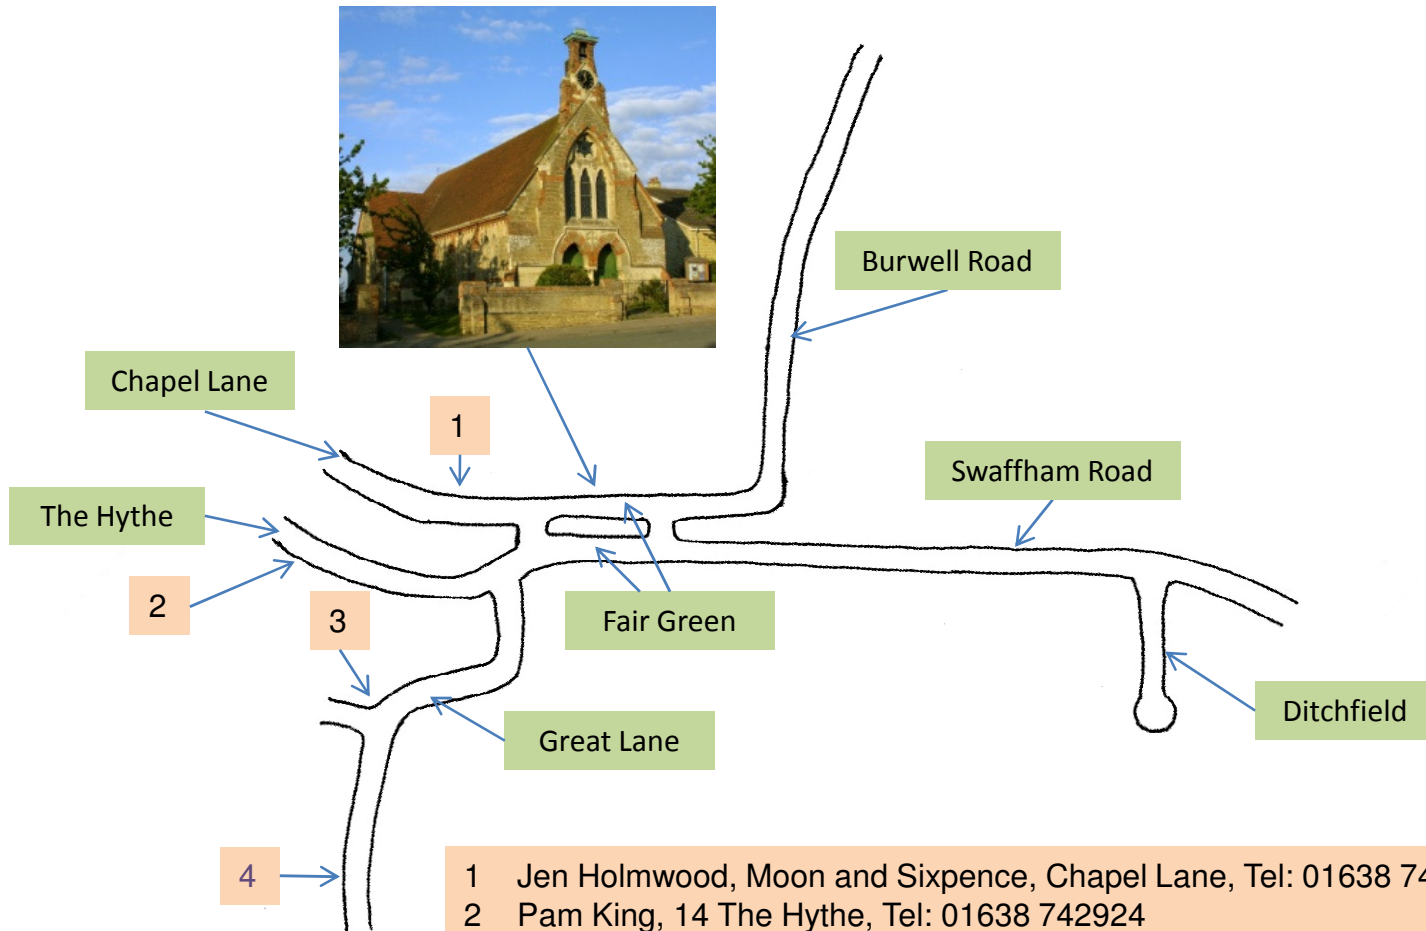 Burwell Road
Chapel Lane
1
Swaffham Road
The Hythe
2
3
Fair Green
Ditchfield
Great Lane
4
1 Jen Holmwood, Moon and Sixpence, Chapel Lane, Tel: 01638 74
2 Pam King, 14 The Hythe, Tel: 01638 742924